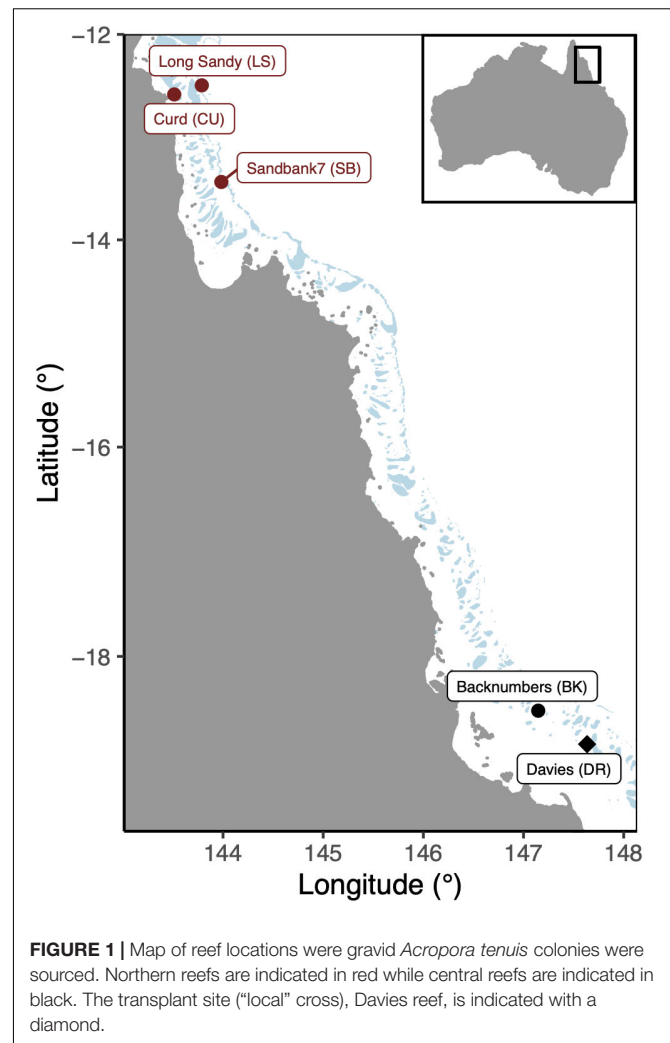 −12
Long Sandy (LS)
Curd (CU)
Sandbank7 (SB)
−14
−16
−18
Backnumbers (BK)
Davies (DR)
144 145 146 147 148
Latitude (°)
Longitude (°)
FIGURE 1 | Map of reef locations were gravid Acropora tenuis colonies were
sourced. Northern reefs are indicated in red while central reefs are indicated in
black. The transplant site (“local” cross), Davies reef, is indicated with a
diamond.